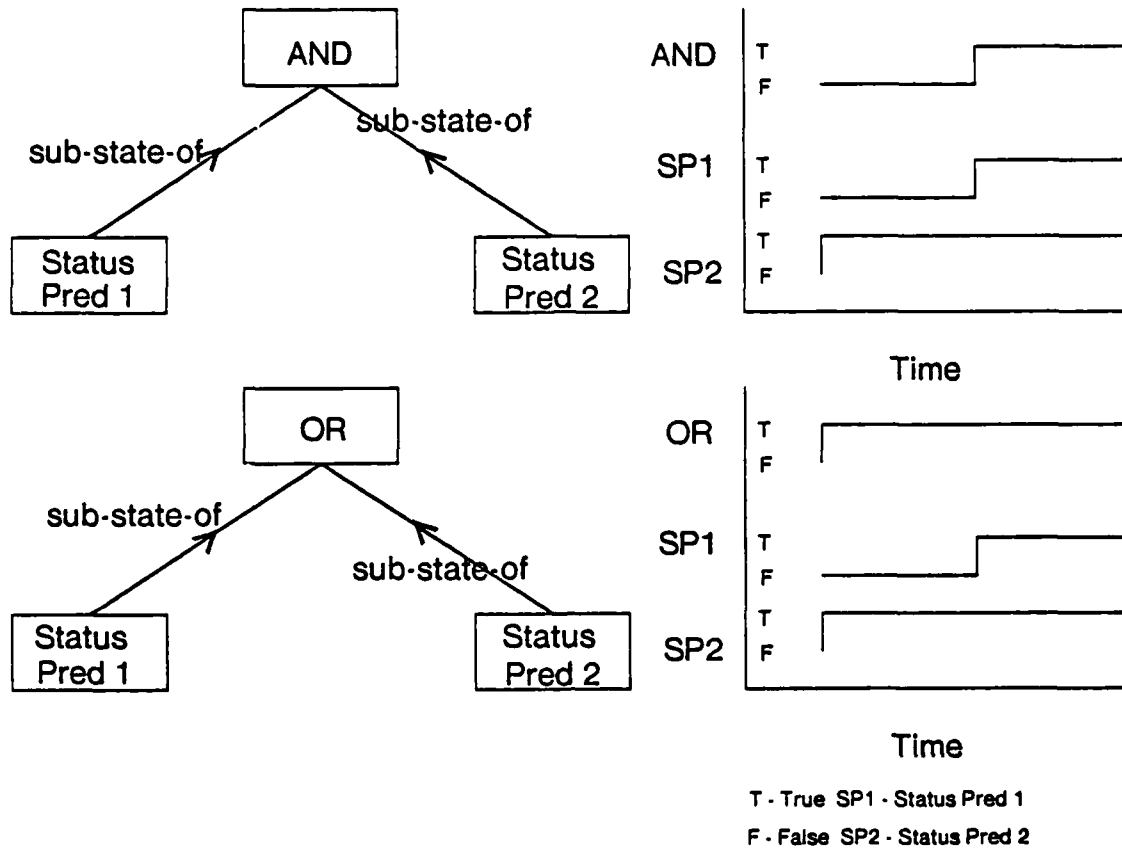 AND
sub-state-of
sub-state-of
Status
Pred 1
Status
Pred 2
AND
T
F
SP1
T
F
SP2
T
F
Time
OR
sub-state-of
sub-state-of
Status
Pred 1
Status
Pred 2
OR
T
F
SP1
T
F
SP2
T
F
Time
T - True SP1 - Status Pred 1
F - False SP2 - Status Pred 2